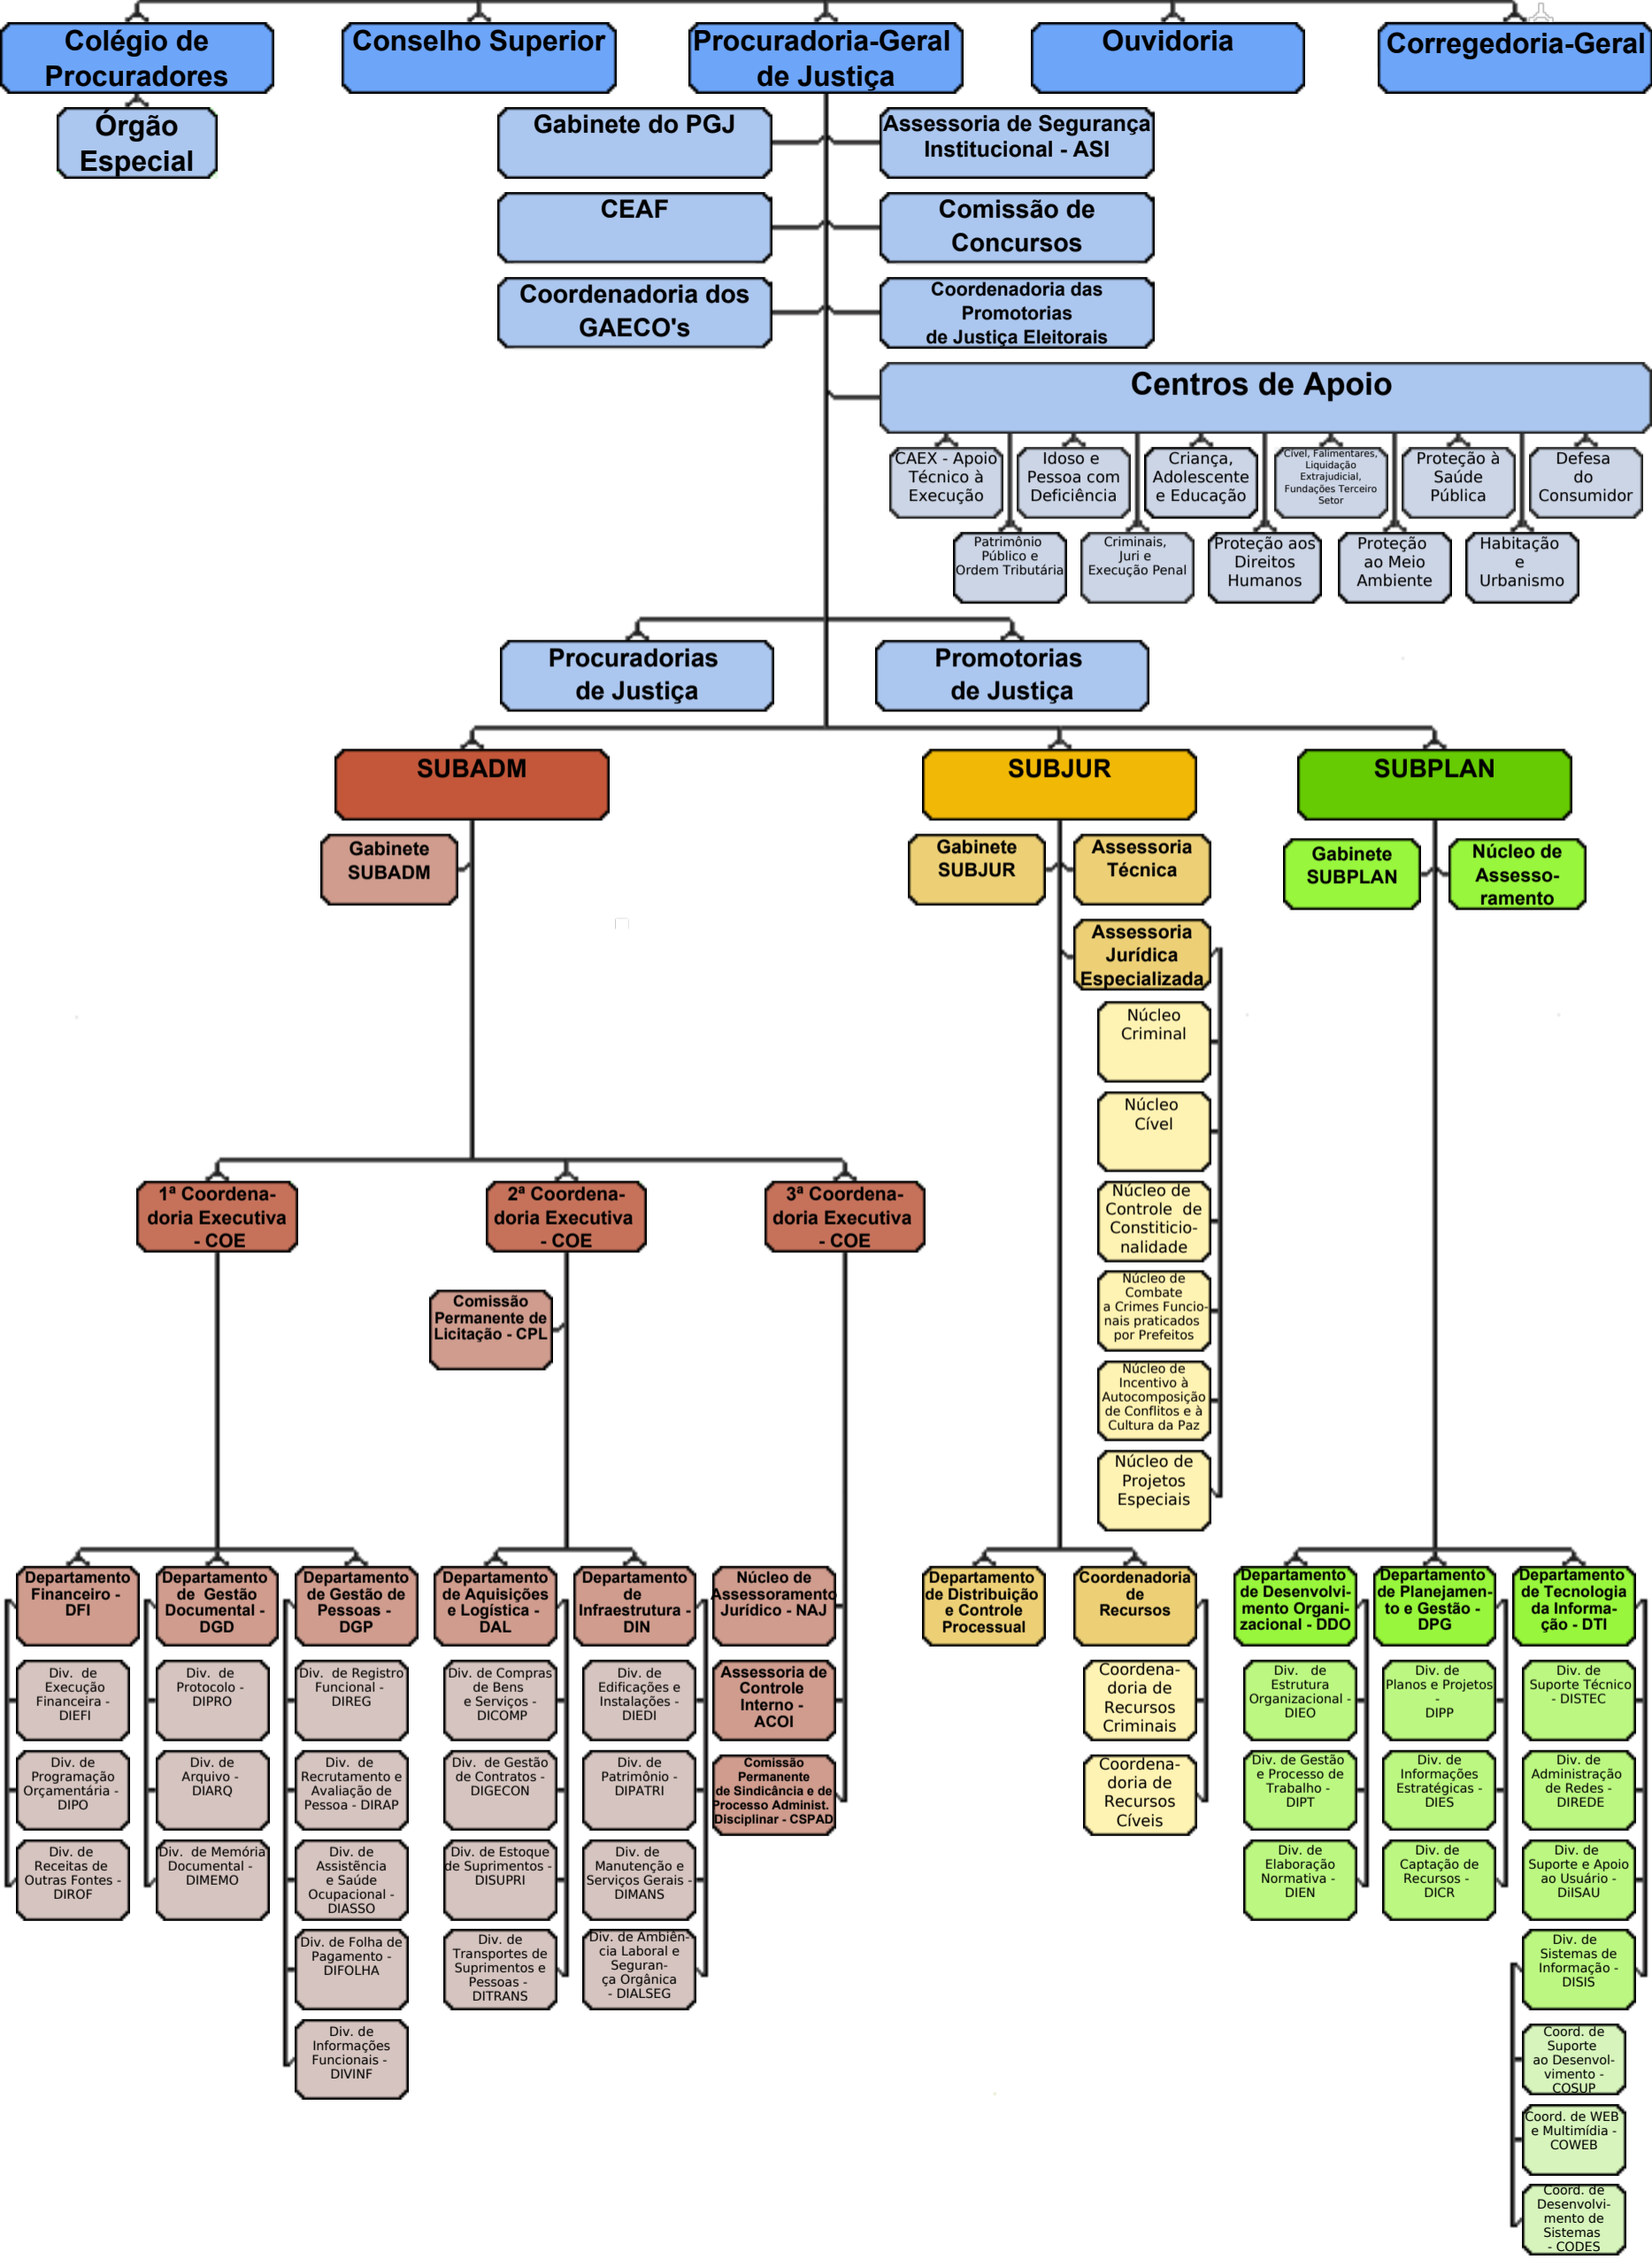 Colégio de
Procuradores
Conselho Superior
Procuradoria-Geral
de Justiça
Ouvidoria
Corregedoria-Geral
Órgão
Especial
Gabinete do PGJ
Assessoria de Segurança
Institucional - ASI
CEAF
Comissão de
Concursos
Coordenadoria dos
GAECO's
Coordenadoria das
Promotorias
de Justiça Eleitorais
Centros de Apoio
CAEX - Apoio
Técnico à
Execução
Idoso e
Pessoa com
Deficiência
Criança,
Adolescente
e Educação
Cível, Falimentares,
Liquidação
Extrajudicial,
Fundações Terceiro
Setor
Proteção à
Saúde
Pública
Defesa
do
Consumidor
Patrimônio
Público e
Ordem Tributária
Criminais,
Juri e
Execução Penal
Proteção aos
Direitos
Humanos
Proteção
ao Meio
Ambiente
Habitação
e
Urbanismo
Procuradorias
de Justiça
Promotorias
de Justiça
SUBADM
SUBJUR
SUBPLAN
Gabinete
SUBADM
Gabinete
SUBJUR
Assessoria
Técnica
Gabinete
SUBPLAN
Núcleo de
Assesso-
ramento
Assessoria
Jurídica
Especializada
Núcleo
Criminal
Núcleo
Cível
Núcleo de
Controle  de
Constiticio-
nalidade
Núcleo de
Combate
a Crimes Funcio-
nais praticados
por Prefeitos
Núcleo de
Incentivo à
Autocomposição
de Conflitos e à
Cultura da Paz
Núcleo de
Projetos
Especiais
1ª Coordena-
doria Executiva
- COE
2ª Coordena-
doria Executiva
- COE
3ª Coordena-
doria Executiva
- COE
Comissão
Permanente de
Licitação - CPL
Departamento
Financeiro -
DFI
Departamento
de  Gestão
Documental -
DGD
Departamento
de Gestão de
Pessoas -
DGP
Departamento
de Aquisições
e Logística -
DAL
Departamento
de
Infraestrutura -
DIN
Núcleo de
Assessoramento
Jurídico - NAJ
Departamento
de Distribuição
e Controle
Processual
Coordenadoria
de
Recursos
Departamento
de Desenvolvi-
mento Organi-
zacional - DDO
Departamento
de Planejamen-
to e Gestão -
DPG
Departamento
de Tecnologia
da Informa-
ção - DTI
Div.  de
Execução
Financeira -
DIEFI
Div.  de
Protocolo -
DIPRO
Div.  de Registro
Funcional -
DIREG
Div. de Compras
de Bens
e Serviços -
DICOMP
Div. de
Edificações e
Instalações -
DIEDI
Assessoria de
Controle
Interno -
ACOI
Coordena-
doria de
Recursos
Criminais
Div.   de
Estrutura
Organizacional -
DIEO
Div. de
Planos e Projetos
-
DIPP
Div. de
Suporte Técnico
- DISTEC
Div. de
Programação
Orçamentária -
DIPO
Div. de
Arquivo -
DIARQ
Div.  de
Recrutamento e
Avaliação de
Pessoa - DIRAP
Div.  de Gestão
de Contratos -
DIGECON
Div. de
Patrimônio -
DIPATRI
Comissão
Permanente
de Sindicância e de
Processo Administ.
Disciplinar - CSPAD
Coordena-
doria de
Recursos
Cíveis
Div. de Gestão
e Processo de
Trabalho -
DIPT
Div. de
Informações
Estratégicas -
DIES
Div. de
Administração
de Redes -
DIREDE
Div. de
Receitas de
Outras Fontes -
DIROF
Div.  de Memória
Documental -
DIMEMO
Div. de
Assistência
e Saúde
Ocupacional -
DIASSO
Div. de Estoque
de Suprimentos -
DISUPRI
Div. de
Manutenção e
Serviços Gerais -
DIMANS
Div. de
Elaboração
Normativa -
DIEN
Div. de
Captação de
Recursos -
DICR
Div. de
Suporte e Apoio
ao Usuário -
DIISAU
Div. de Folha de
Pagamento -
DIFOLHA
Div. de
Transportes de
Suprimentos e
Pessoas -
DITRANS
Div. de Ambiên-
cia Laboral e
Seguran-
ça Orgânica
- DIALSEG
Div. de
Sistemas de
Informação -
DISIS
Div. de
Informações
Funcionais -
DIVINF
Coord. de
Suporte
ao Desenvol-
vimento -
COSUP
Coord. de WEB
e Multimídia -
COWEB
Coord. de
Desenvolvi-
mento de
Sistemas
- CODES